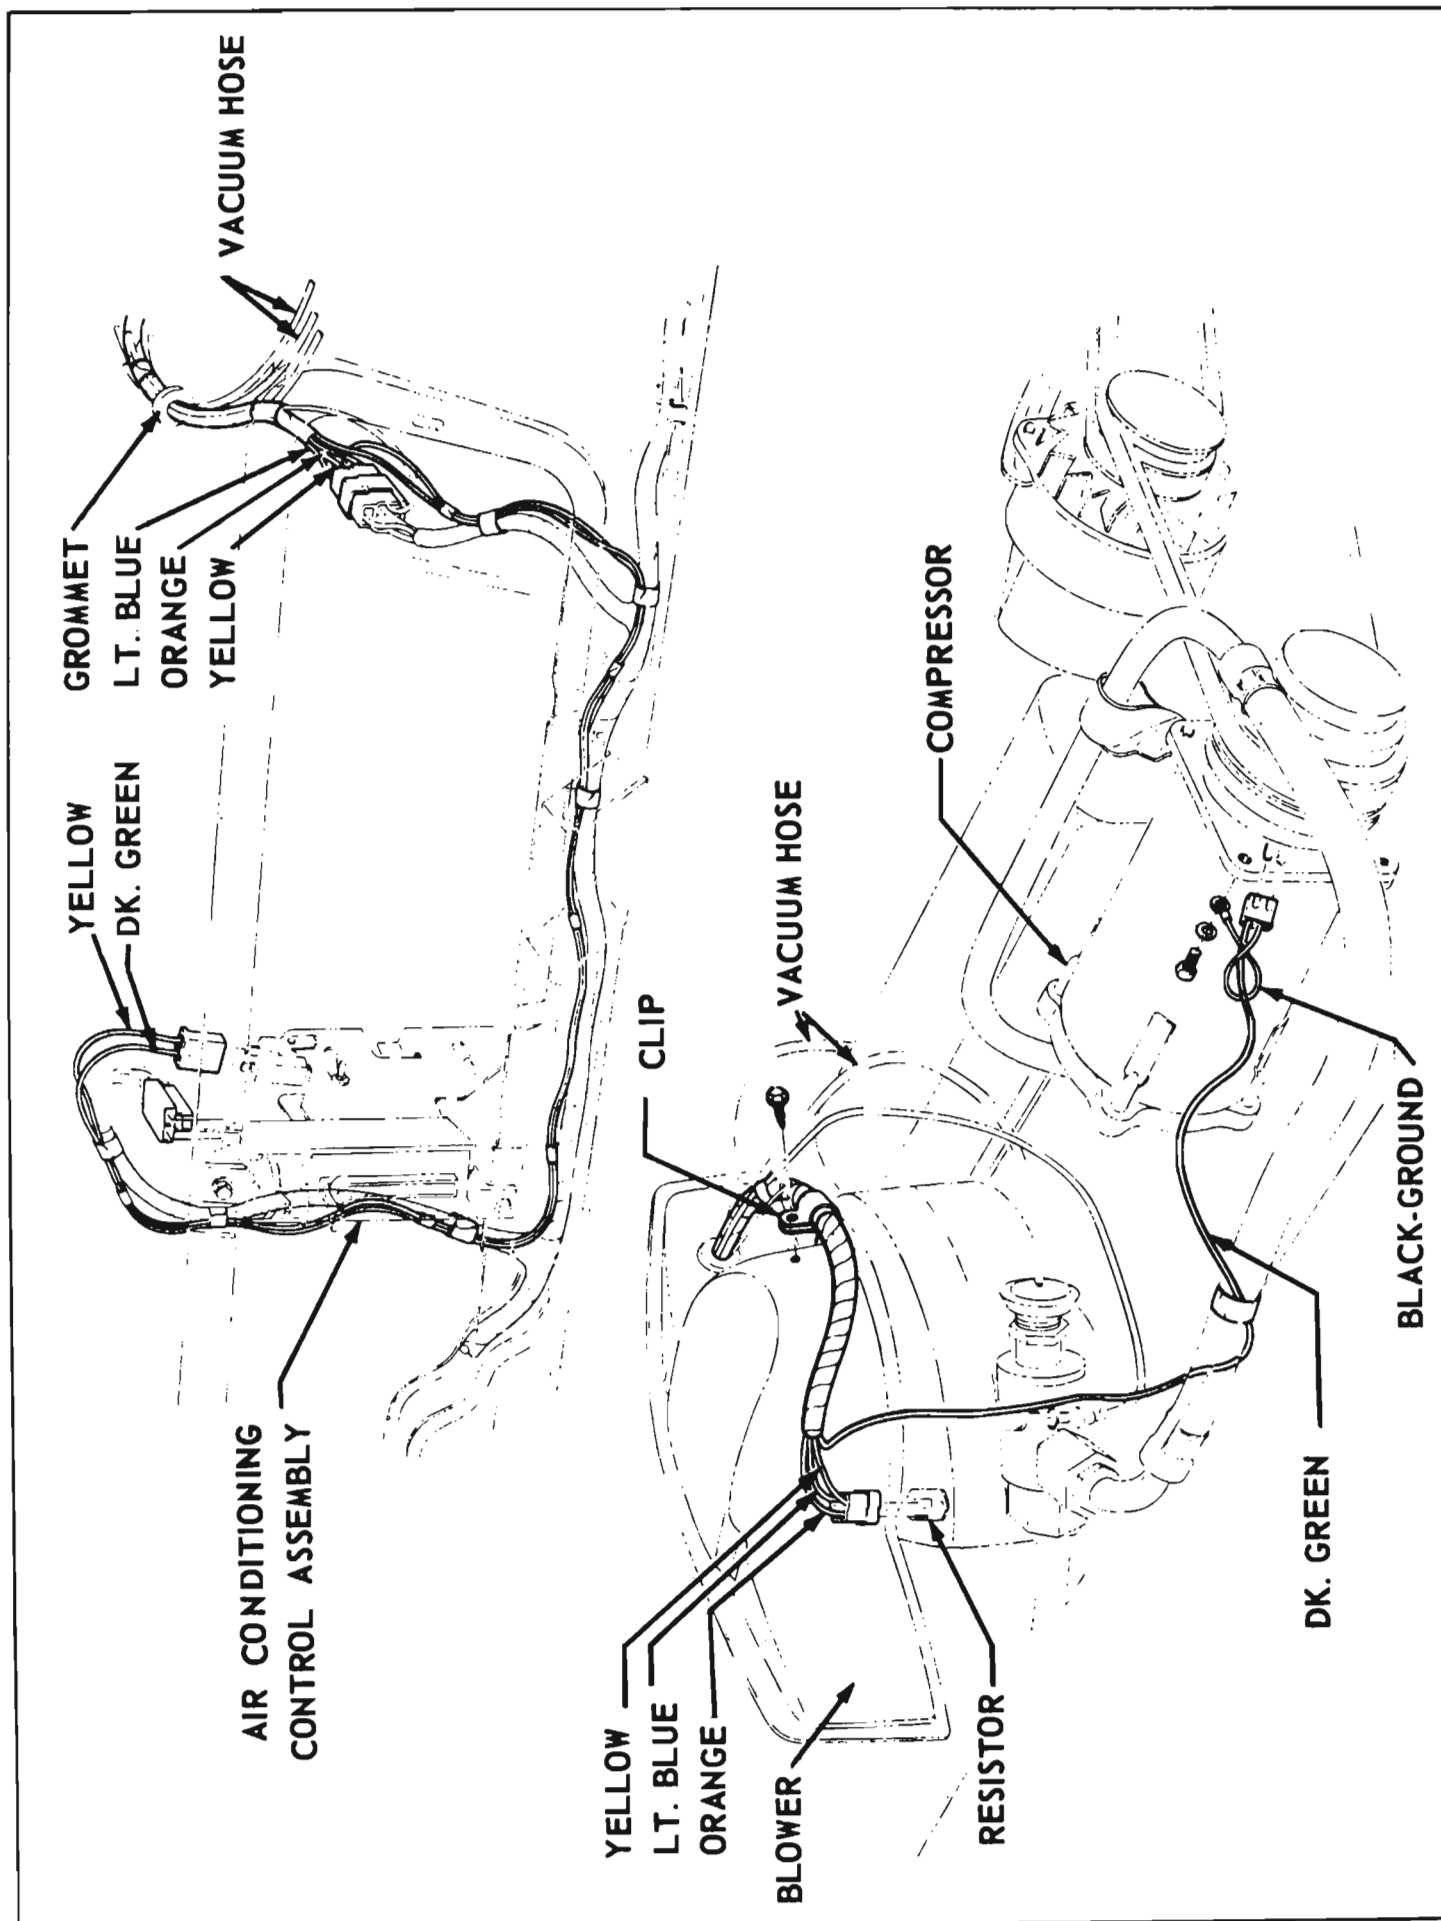 VACUUM HOSE
GROMMET
LT. BLUE
ORANGE
YELLOW
YELLOW
DK. GREEN
AIR CONDITIONING
CONTROL ASSEMBLY
COMPRESSOR
VACUUM HOSE
CLIP
YELLOW
LT. BLUE
ORANGE
BLOWER
RESISTOR
DK. GREEN
BLACK-GROUND